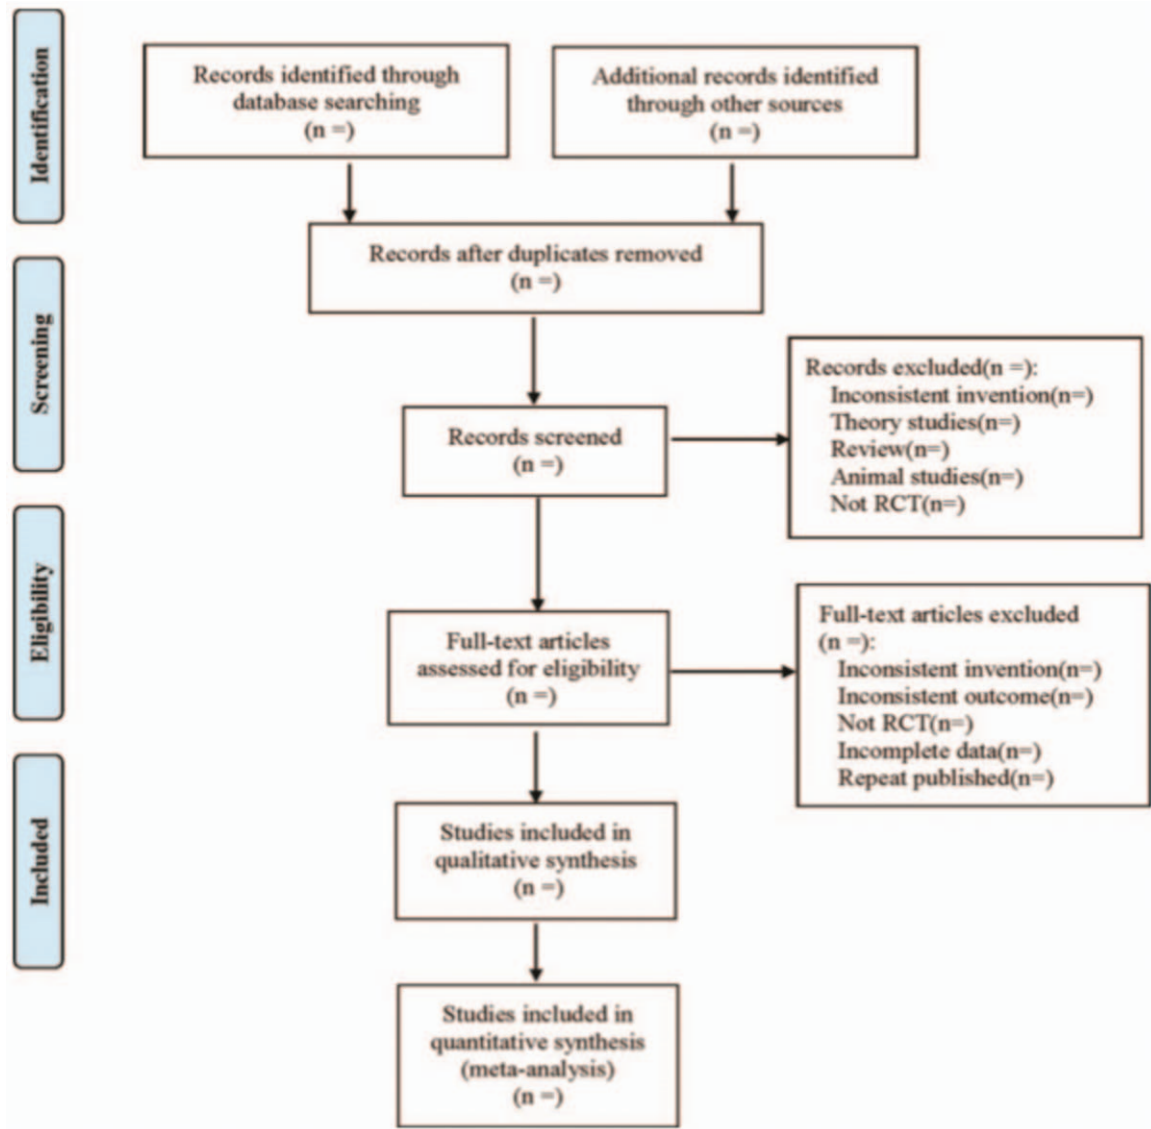 Identification
Records identified through
database searching
(n =)
Additional records identified
through other sources
(n =)
Records after duplicates removed
(n =)
Screening
Records screened
(n =)
Records excluded(n =):
Inconsistent invention(n=)
Theory studies(n=)
Review(n=)
Animal studies(n=)
Not RCT(n=)
Eligibility
Full-text articles
assessed for eligibility
(n =)
Full-text articles excluded
(n =):
Inconsistent invention(n=)
Inconsistent outcome(n=)
Not RCT(n=)
Incomplete data(n=)
Repeat published(n=)
Included
Studies included in
qualitative synthesis
(n =)
Studies included in
quantitative synthesis
(meta-analysis)
(n =)